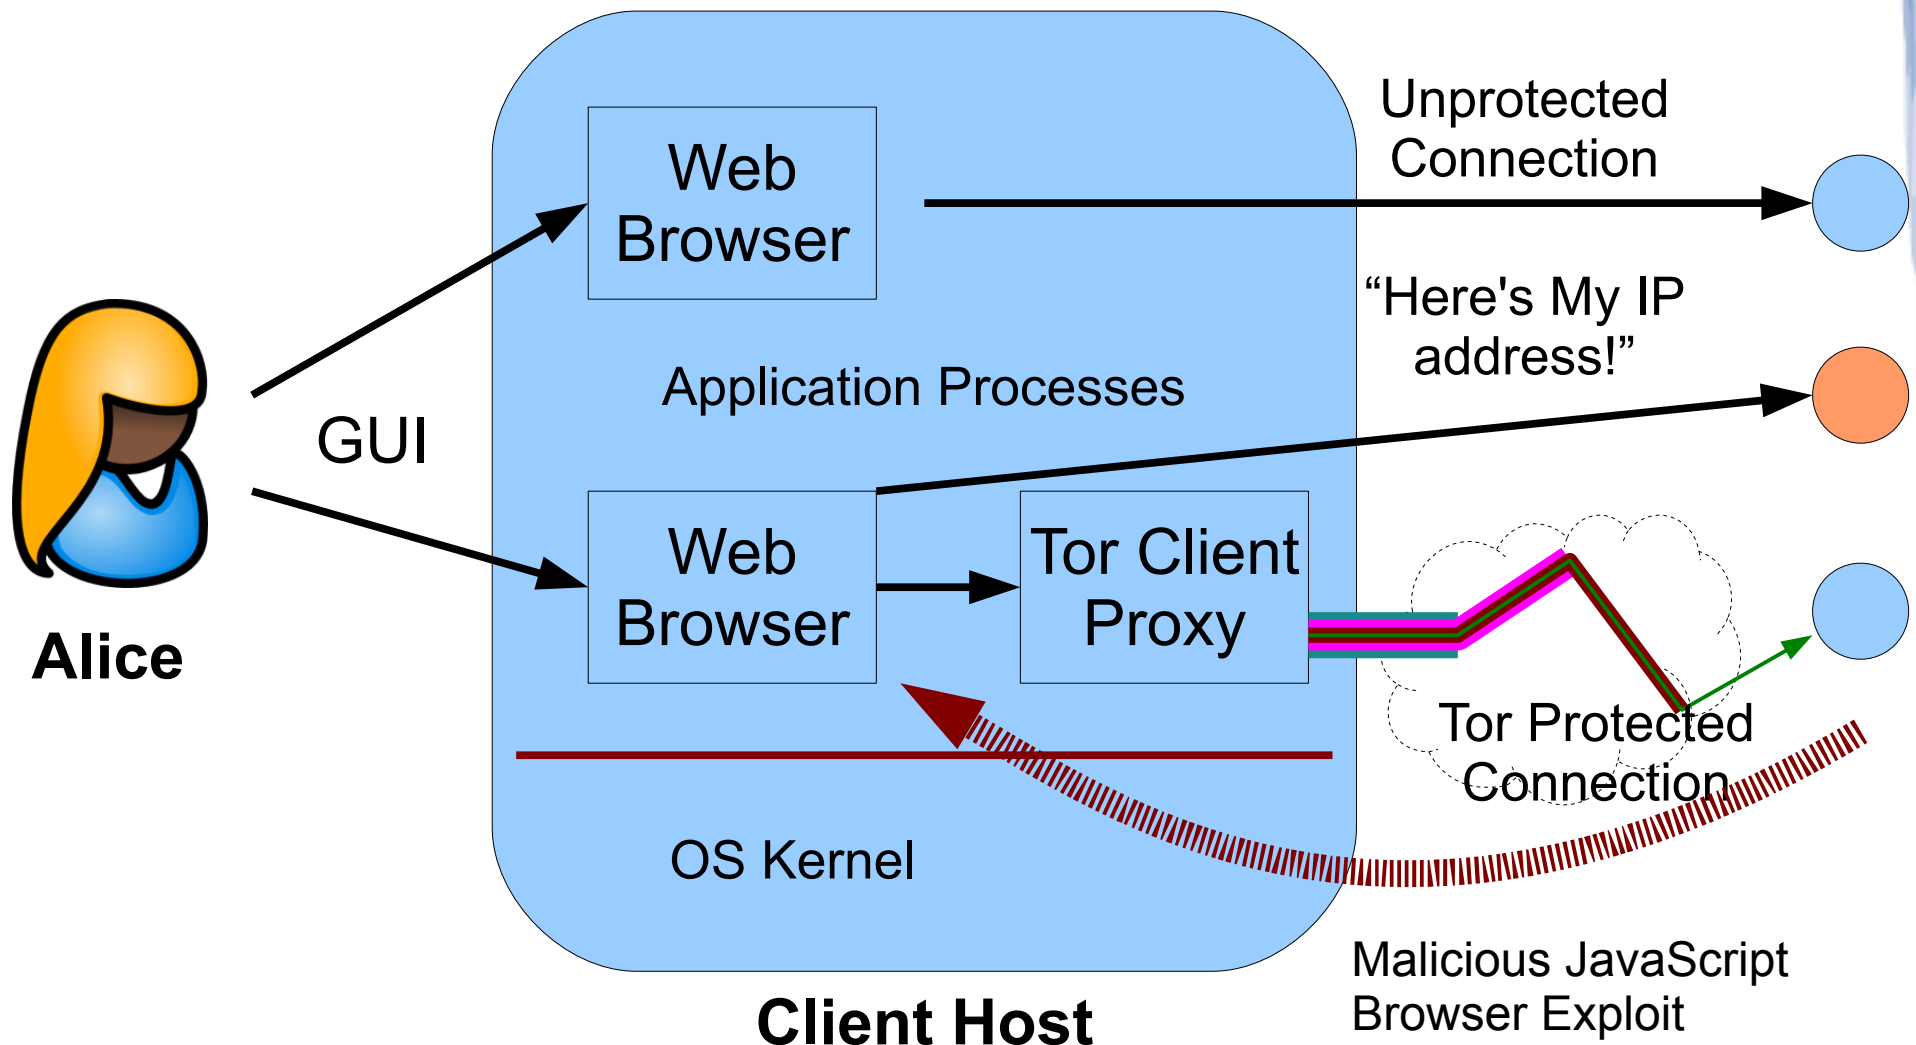 Unprotected
Connection
Web
Browser
“Here's My IP
address!”
Application Processes
GUI
Web
Browser
Tor Client
Proxy
Alice
Tor Protected
Connection
OS Kernel
Malicious JavaScript
Browser Exploit
Client Host